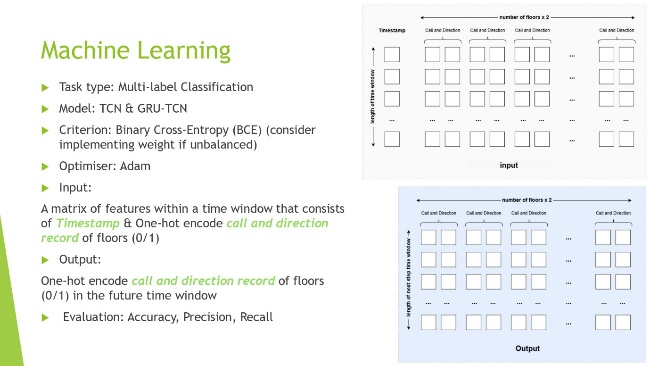 Machine Learning
Task type: Multi-label Classification
Model: TCN & GRU-TCN
Criterion: Binary Cross-Entropy (BCE) (consider
implementing weight if unbalanced)
Optimiser: Adam
Input:
A matrix of features within a time window that consists
of Timestamp & One-hot encode call and direction
record of floors (0/1)
Output:
One-hot encode call and direction record of floors
(0/1) in the future time window
Evaluation: Accuracy, Precision, Recall
number of floors x 2
Timestamp Call and Direction Call and Direction Call and Direction Call and Direction
length of time window
...
...
... ... ... ... ... ... ... ... ...
...
input
number of floors x 2
Call and Direction Call and Direction Call and Direction Call and Direction
length of next step time window
...
...
... ... ... ... ... ... ... ... ...
...
Output